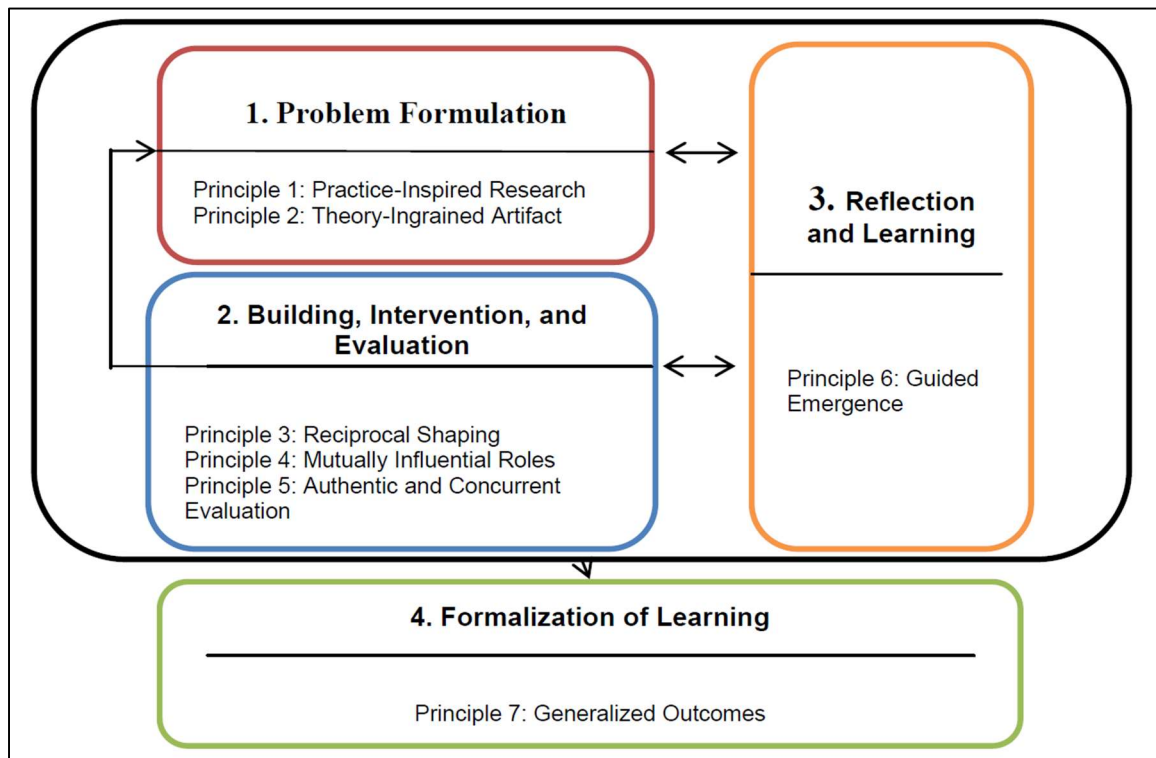 1. Problem Formulation
Principle 1: Practice-Inspired Research
Principle 2: Theory-Ingrained Artifact
2. Building, Intervention, and
Evaluation
Principle 3: Reciprocal Shaping
Principle 4: Mutually Influential Roles
Principle 5: Authentic and Concurrent
Evaluation
3. Reflection
and Learning
Principle 6: Guided
Emergence
4. Formalization of Learning
Principle 7: Generalized Outcomes